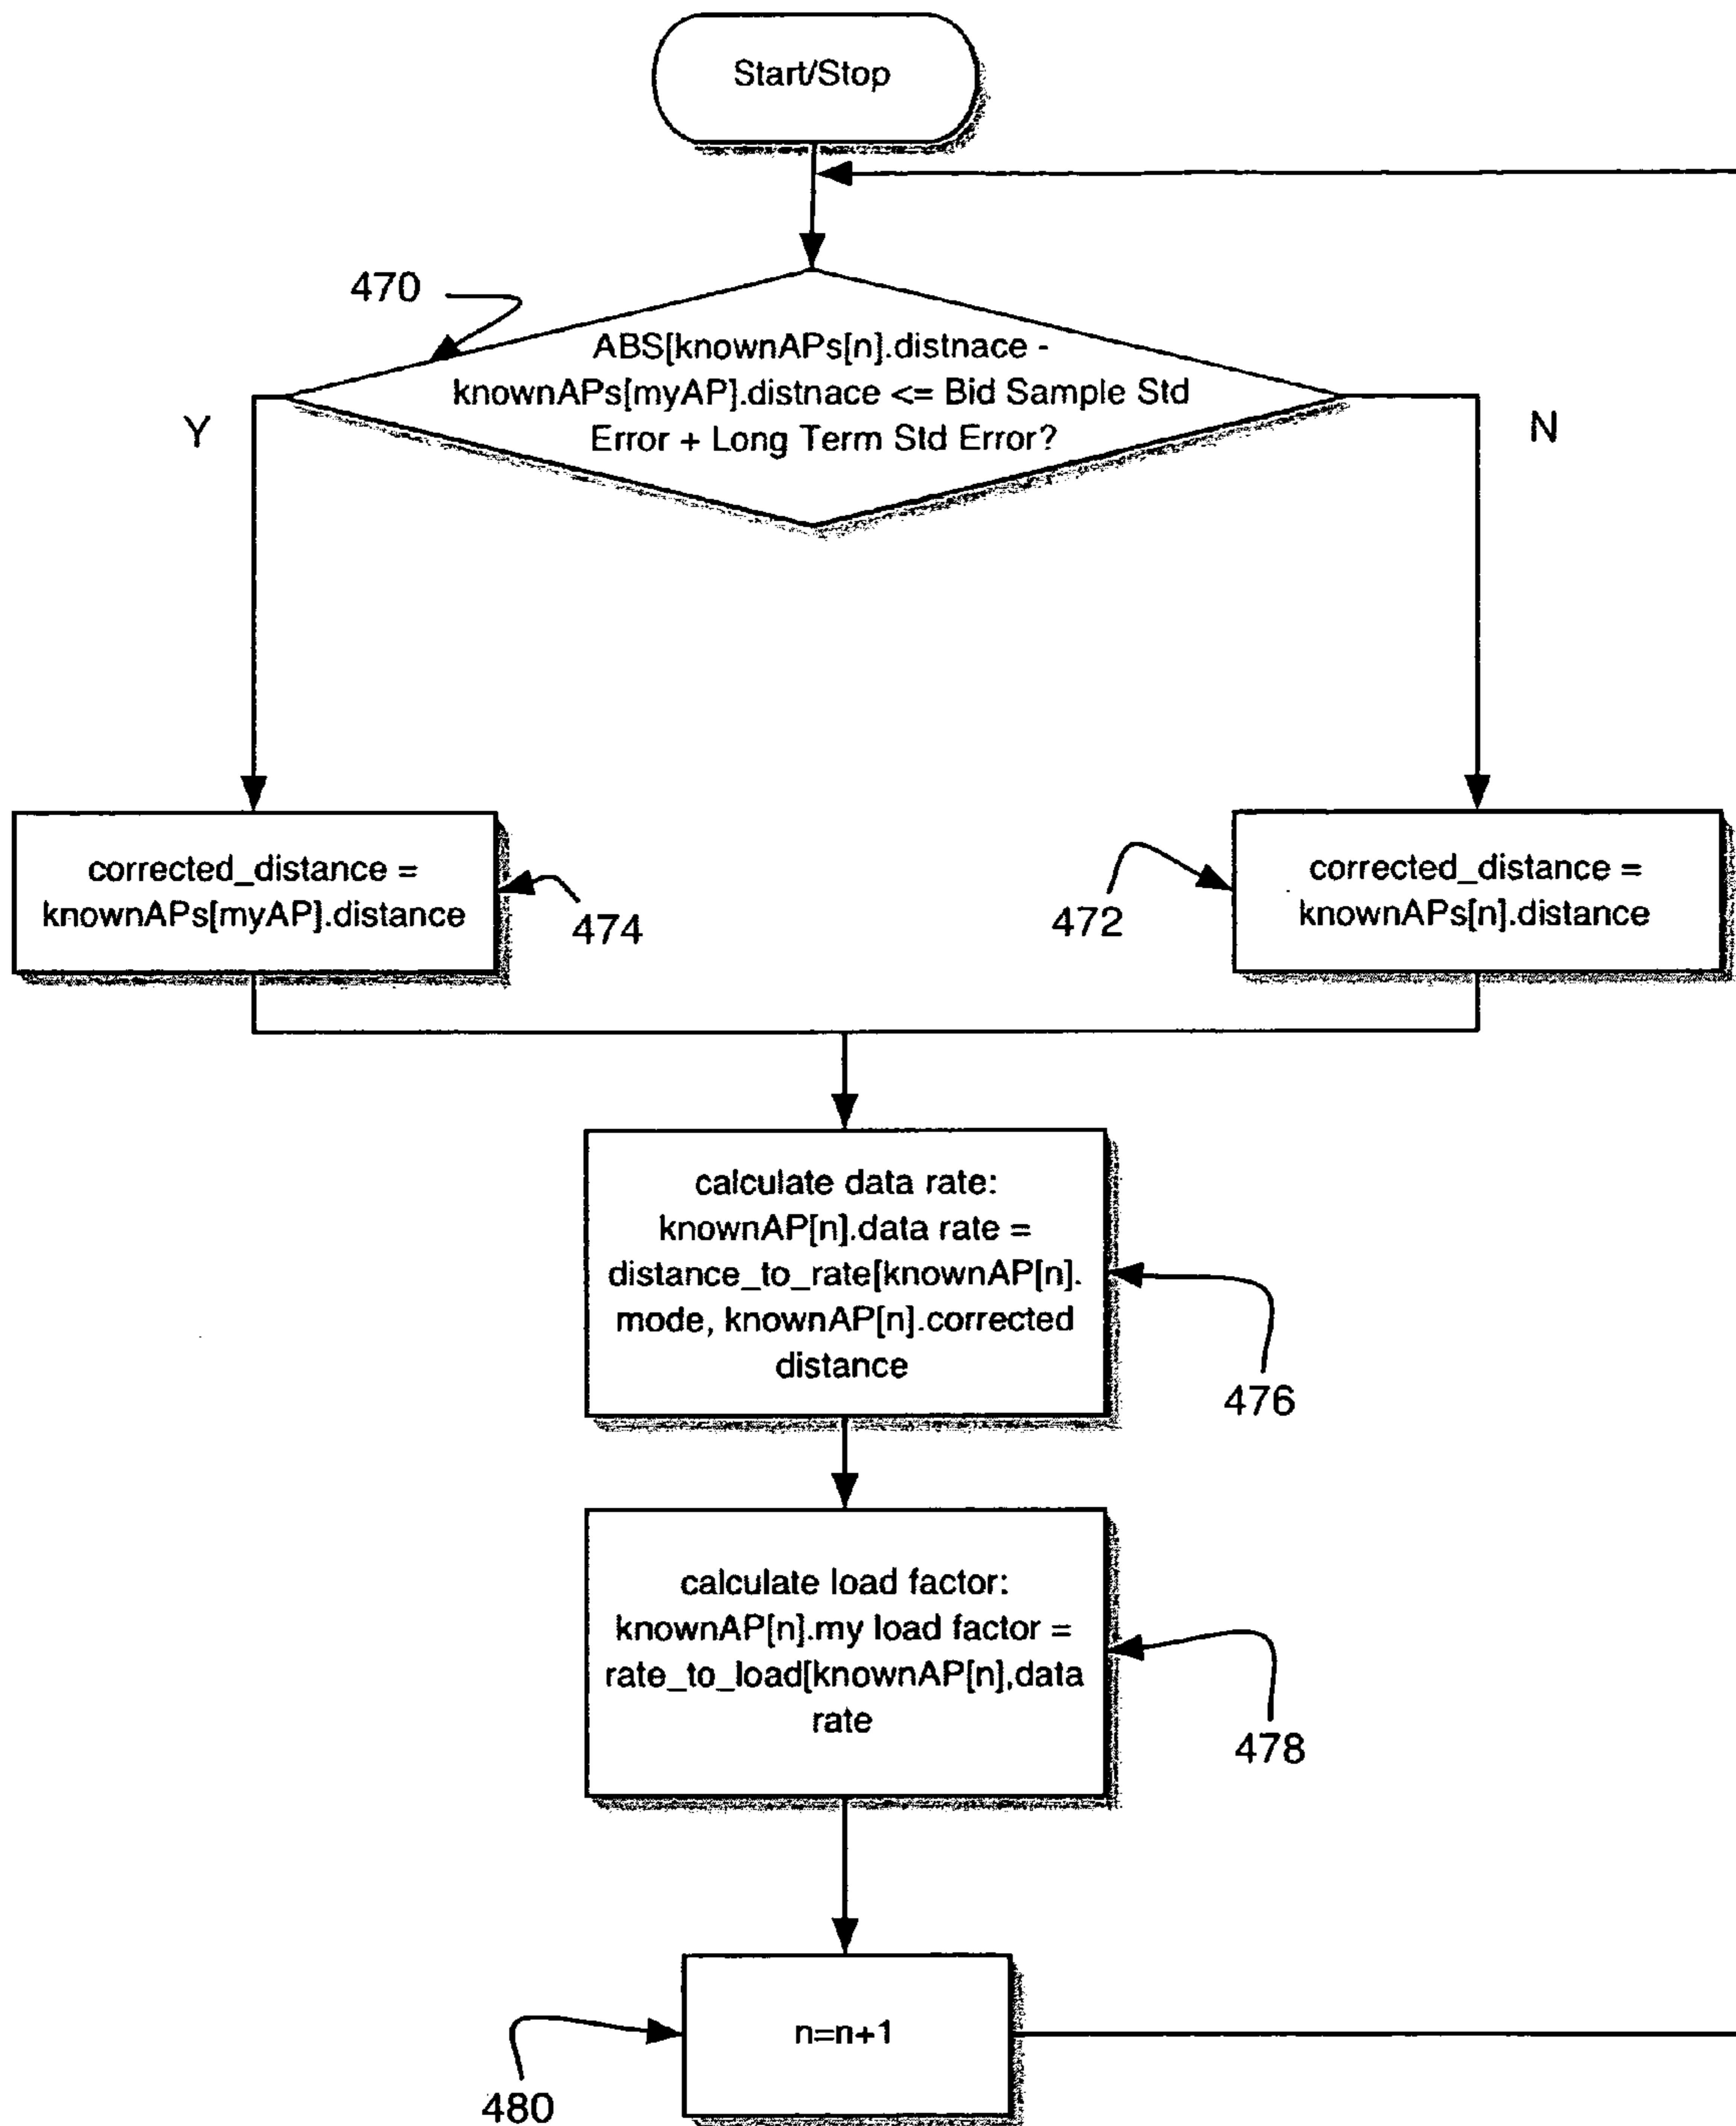 Start/Stop
470
ABS[knownAPs[n].distnace -
knownAPs[myAP].distnace <= Bid Sample Std
Error + Long Term Std Error?
Y
N
corrected_distance =
knownAPs[myAP].distance
474
472
corrected_distance =
knownAPs[n].distance
calculate data rate:
knownAP[n].data rate =
distance_to_rate[knownAP[n].
mode, knownAP[n].corrected
distance
476
calculate load factor:
knownAP[n].my load factor =
rate_to_load[knownAP[n],data
rate
478
n=n+1
480